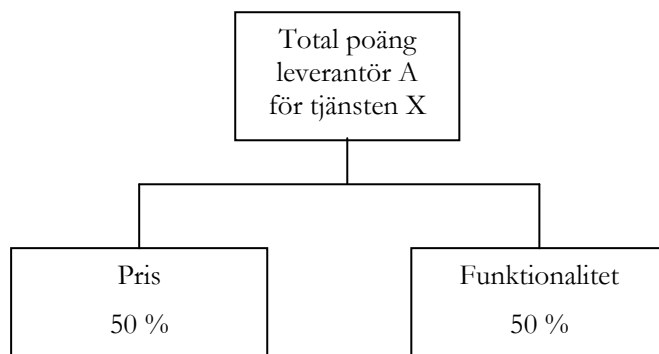 Total poäng
leverantör A
för tjänsten X
Pris
50 %
Funktionalitet
50 %